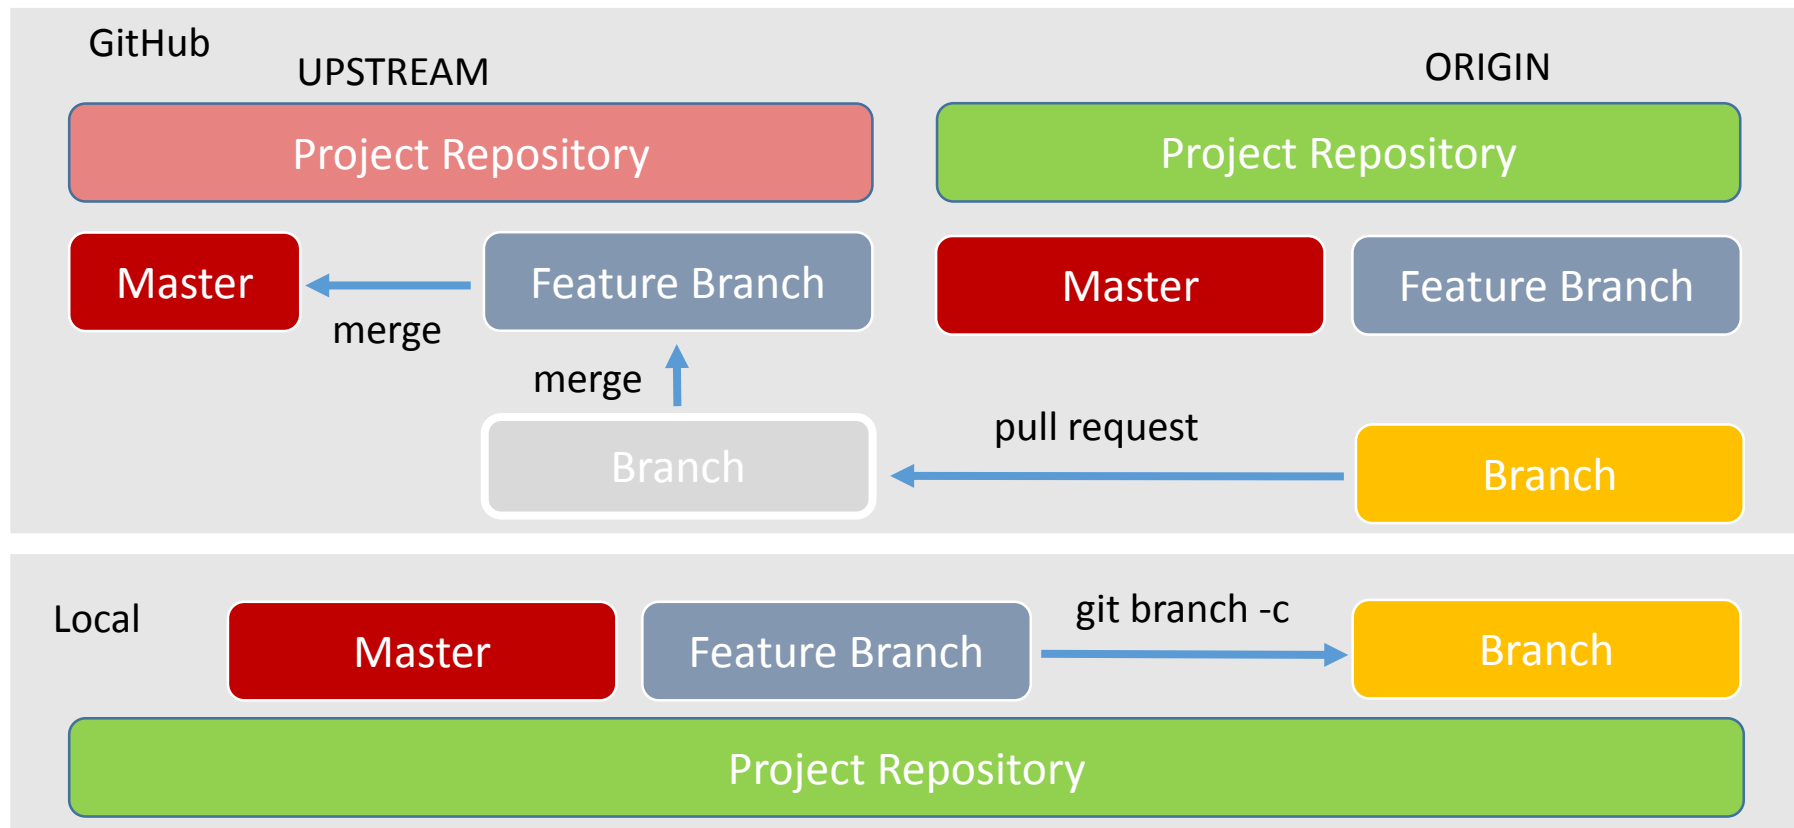 GitHub
UPSTREAM
ORIGIN
Project Repository
Project Repository
Master
Feature Branch
Master
Feature Branch
merge
merge
pull request
Branch
Branch
Local
Master
Feature Branch
git branch -c
Branch
Project Repository